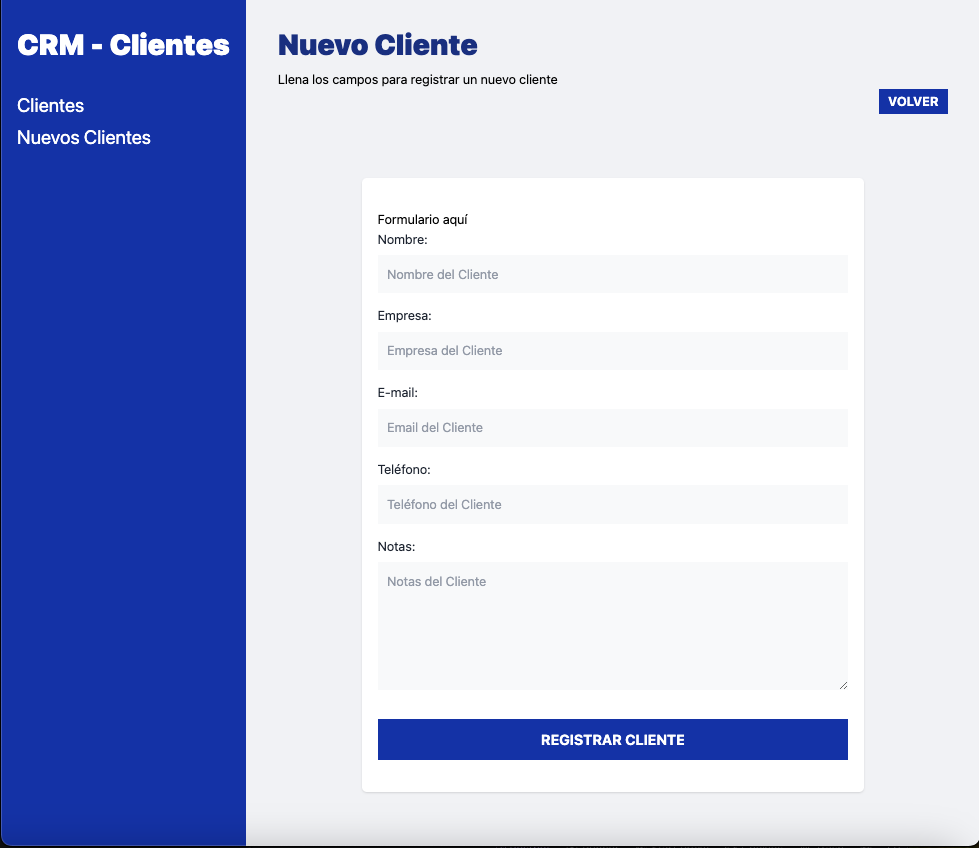 CRM - Clientes
Clientes
Nuevos Clientes
Nuevo Cliente
Llena los campos para registrar un nuevo cliente
VOLVER
Formulario aquí
Nombre:
Nombre del Cliente
Empresa:
Empresa del Cliente
E-mail:
Email del Cliente
Teléfono:
Teléfono del Cliente
Notas:
Notas del Cliente
REGISTRAR CLIENTE